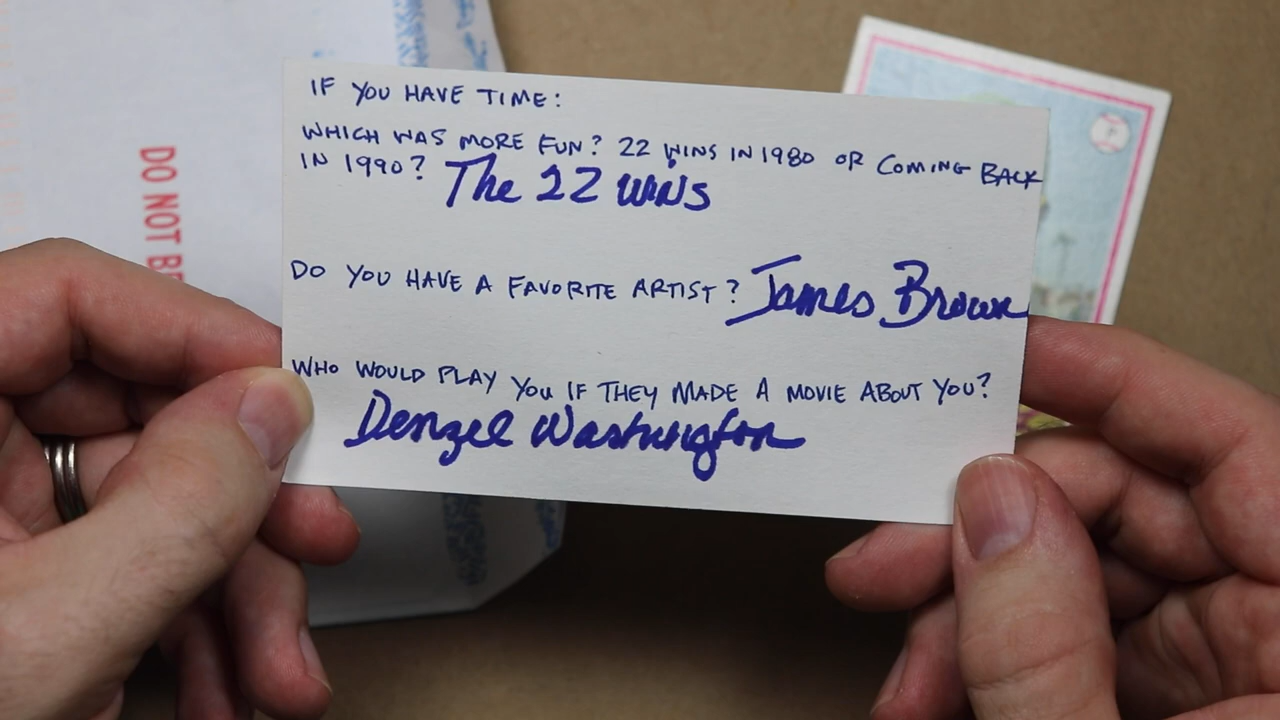 IF YOU HAVE TIME:
WHICH WAS MORE FUN? 22 WINS IN 1980 OR COMING BACK
IN 1990? The 22 wins
DO YOU HAVE A FAVORITE ARTIST? James Brown
WHO WOULD PLAY YOU IF THEY MADE A MOVIE ABOUT YOU?
Denzel Washington
DO NOT BE